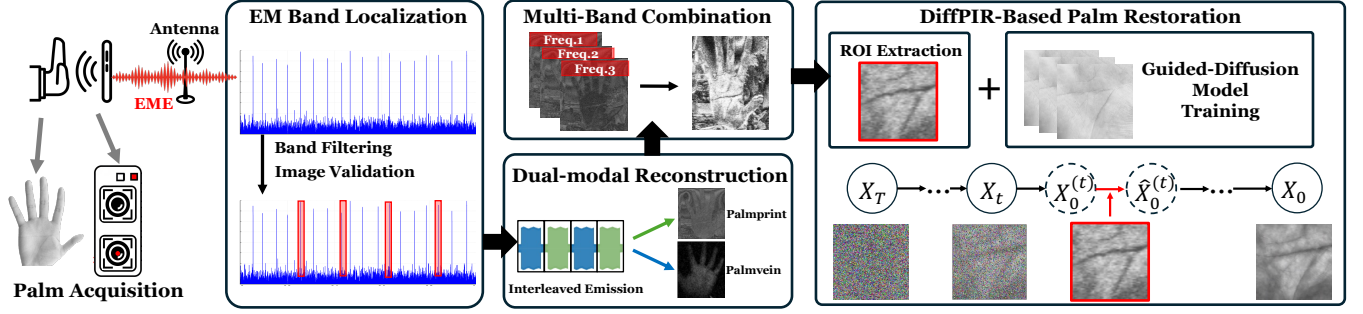 Antenna
EME
Palm Acquisition
EM Band Localization
Band Filtering
Image Validation
Multi-Band Combination
Freq.1
Freq.2
Freq.3
Dual-modal Reconstruction
Palmprint
Palmvein
Interleaved Emission
DiffPIR-Based Palm Restoration
ROI Extraction
+
Guided-Diffusion
Model
Training
X_T ... X_t X_0^{(t)} \hat{X}_0^{(t)} ... X_0